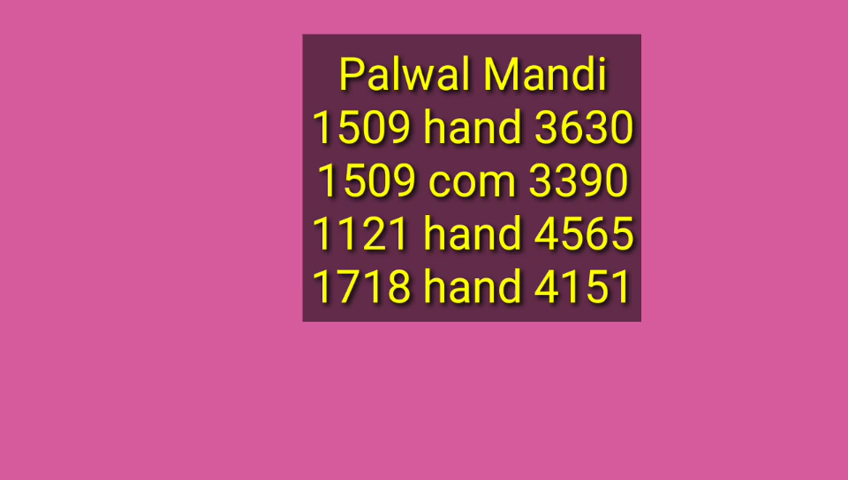 Palwal Mandi
1509 hand 3630
1509 com 3390
1121 hand 4565
1718 hand 4151